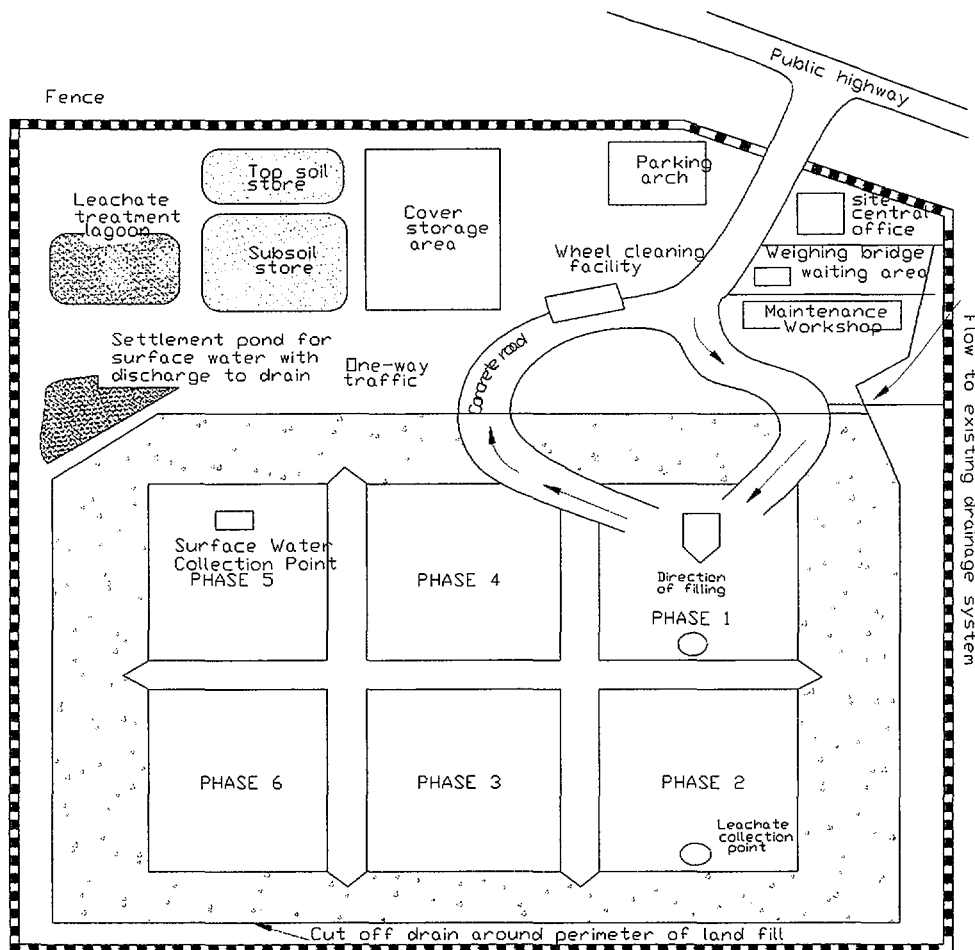 Public highway
Fence
Top soil
store
Parking
arch
Leachate
treatment
lagoon
Cover
storage
area
site
central
office
Subsoil
store
Wheel cleaning
facility
Weighing bridge
waiting area
Maintenance
Workshop
Settlement pond for
surface water with
discharge to drain
One-way
traffic
Concrete road
Flow to existing drainage system
Surface Water
Collection Point
PHASE 5
PHASE 4
Direction
of filling
PHASE 1
PHASE 6
PHASE 3
PHASE 2
Leachate
collection
point
Cut off drain around perimeter of land fill